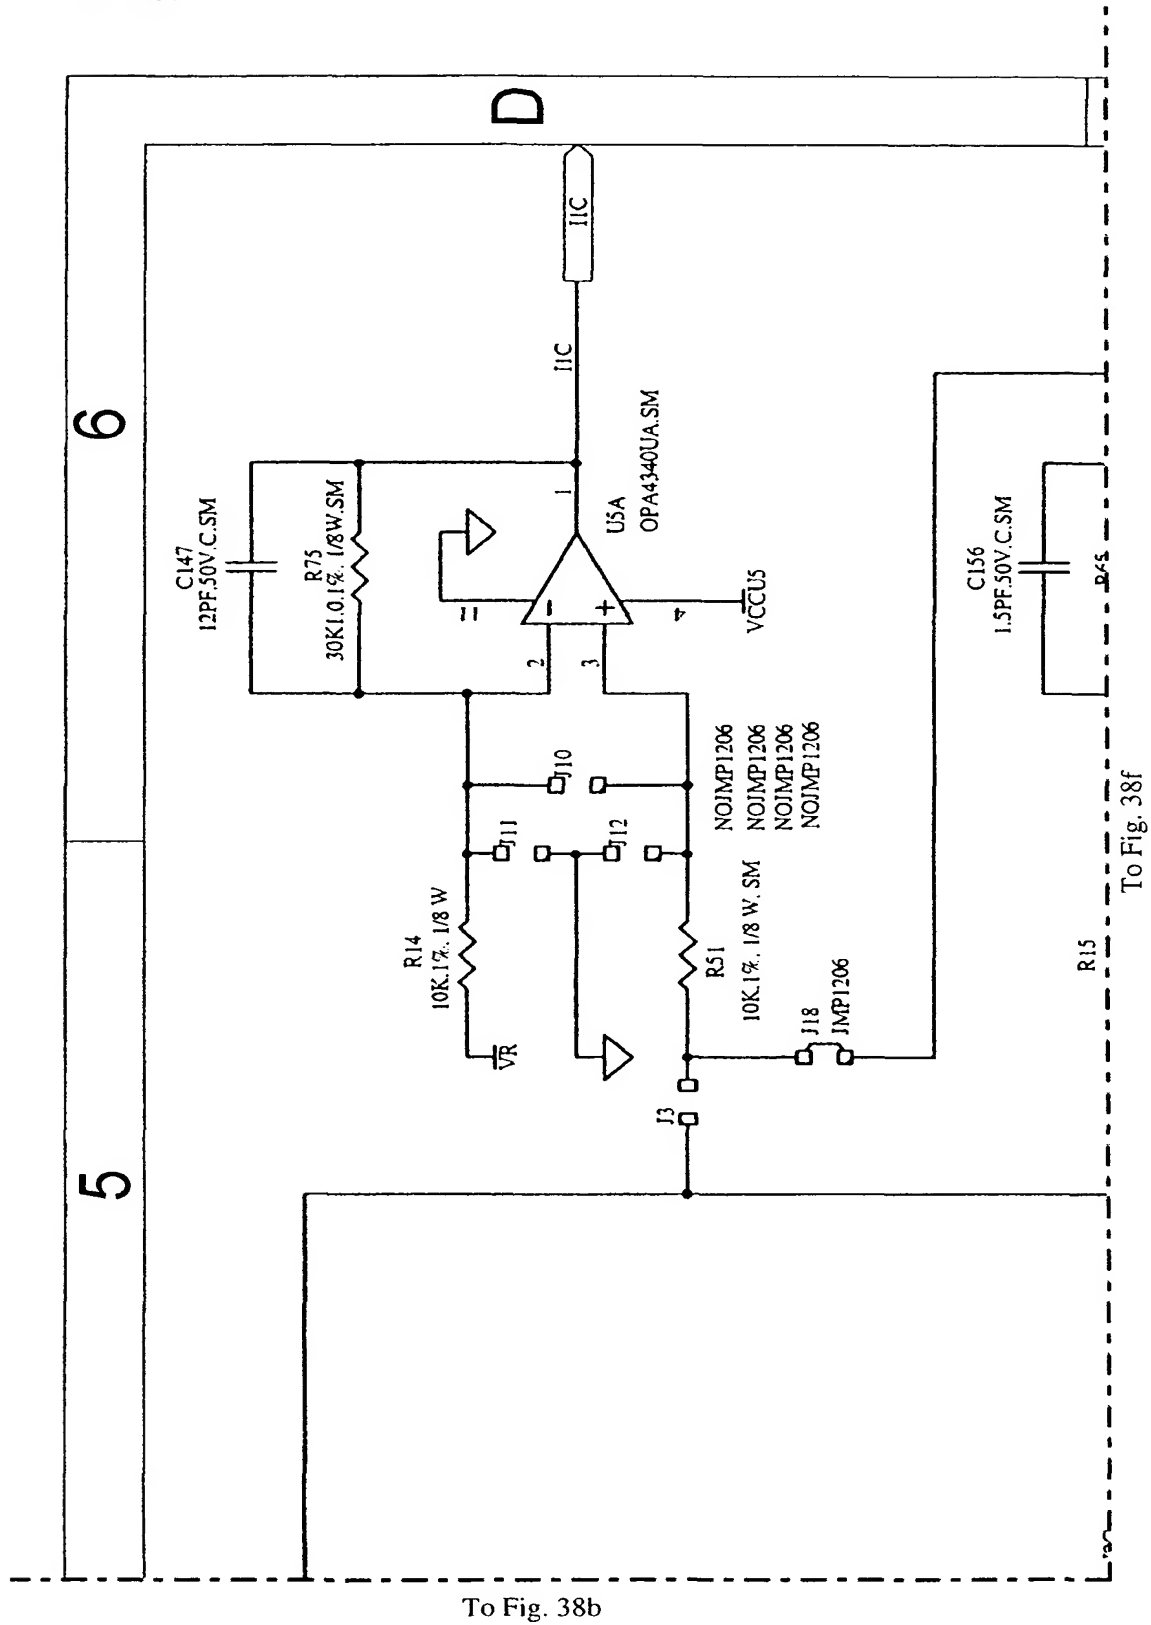 5
6
D
C147
12PF.50V.C.SM
R75
30K1.0.1%. 1/8W.SM
11
2
3
1
4
VCCU5
U5A
OPA4340UA.SM
I1C
I1C
R14
10K.1%. 1/8 W
VR
J11
J10
J12
R51
10K.1%. 1/8 W. SM
NOJMP1206
NOJMP1206
NOJMP1206
NOJMP1206
J3
J18
JMP1206
C156
1.5PF.50V.C.SM
R15
To Fig. 38f
To Fig. 38b